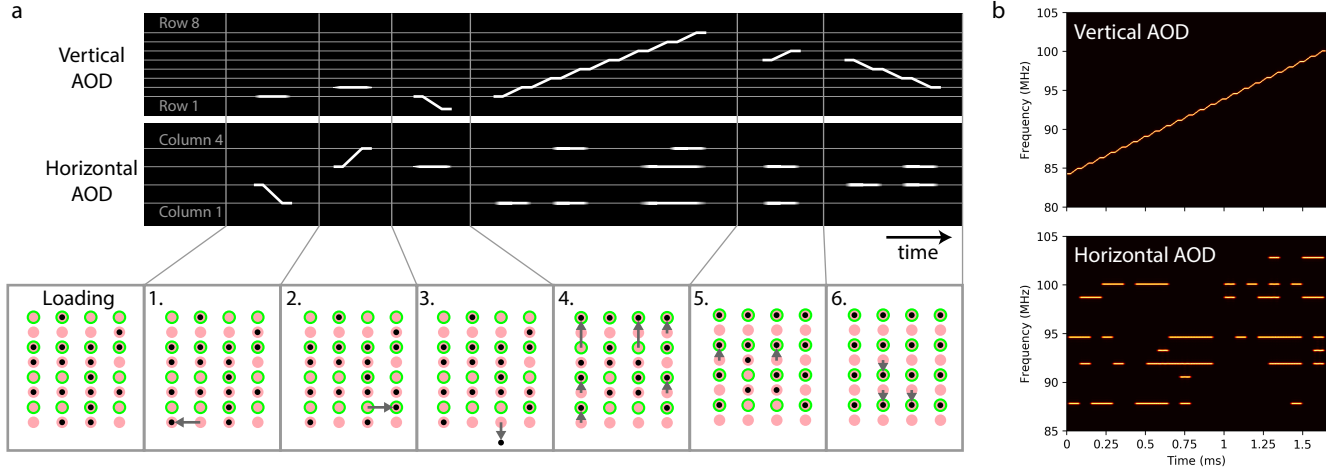 a
Row 8
Vertical
AOD
Row 1
Column 4
Horizontal
AOD
Column 1
time
Loading
1.
2.
3.
4.
5.
6.
b
105
Vertical AOD
100
95
90
85
80
Frequency (MHz)
105
Horizontal AOD
100
95
90
85
Frequency (MHz)
0 0.25 0.5 0.75 1.0 1.25 1.5
Time (ms)